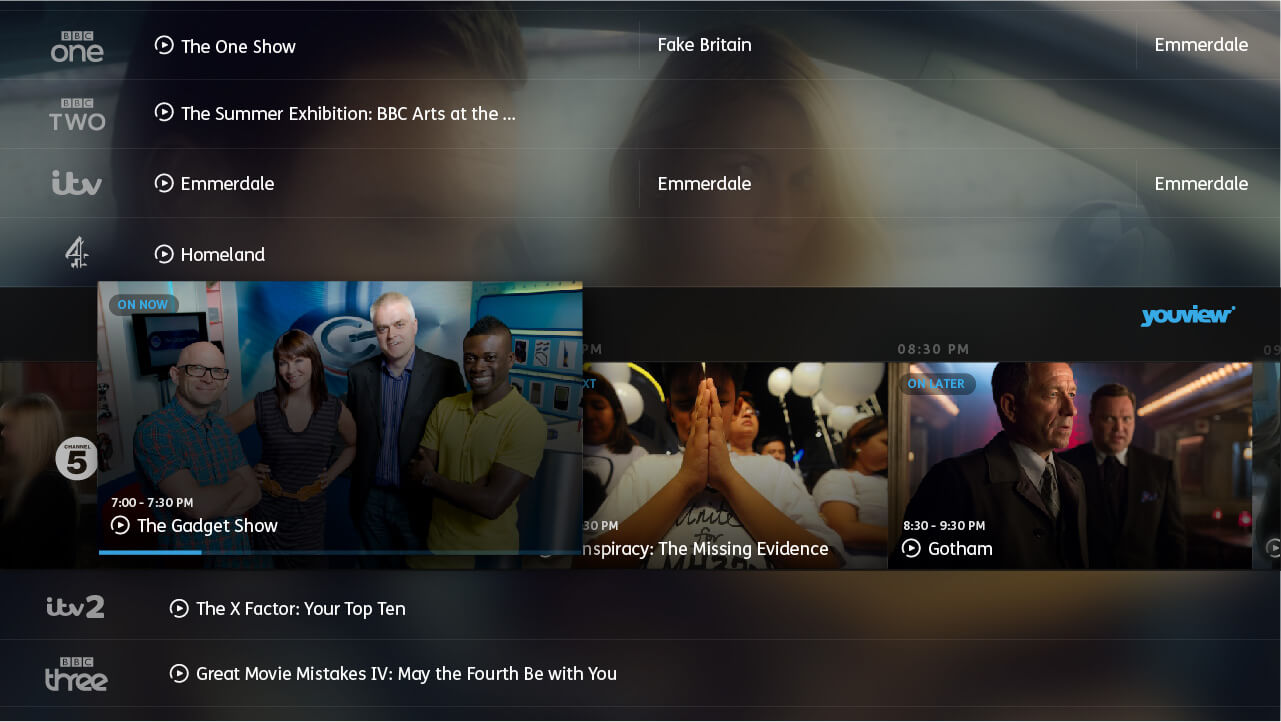 BBC
one
The One Show
Fake Britain
Emmerdale
BBC
TWO
The Summer Exhibition: BBC Arts at the ...
itv
Emmerdale
Emmerdale
Emmerdale
4
Homeland
ON NOW
youview
PM
08:30 PM
09
XT
ON LATER
CHANNEL
5
7:00 - 7:30 PM
The Gadget Show
30 PM
nspiracy: The Missing Evidence
8:30 - 9:30 PM
Gotham
itv2
The X Factor: Your Top Ten
BBC
three
Great Movie Mistakes IV: May the Fourth Be with You